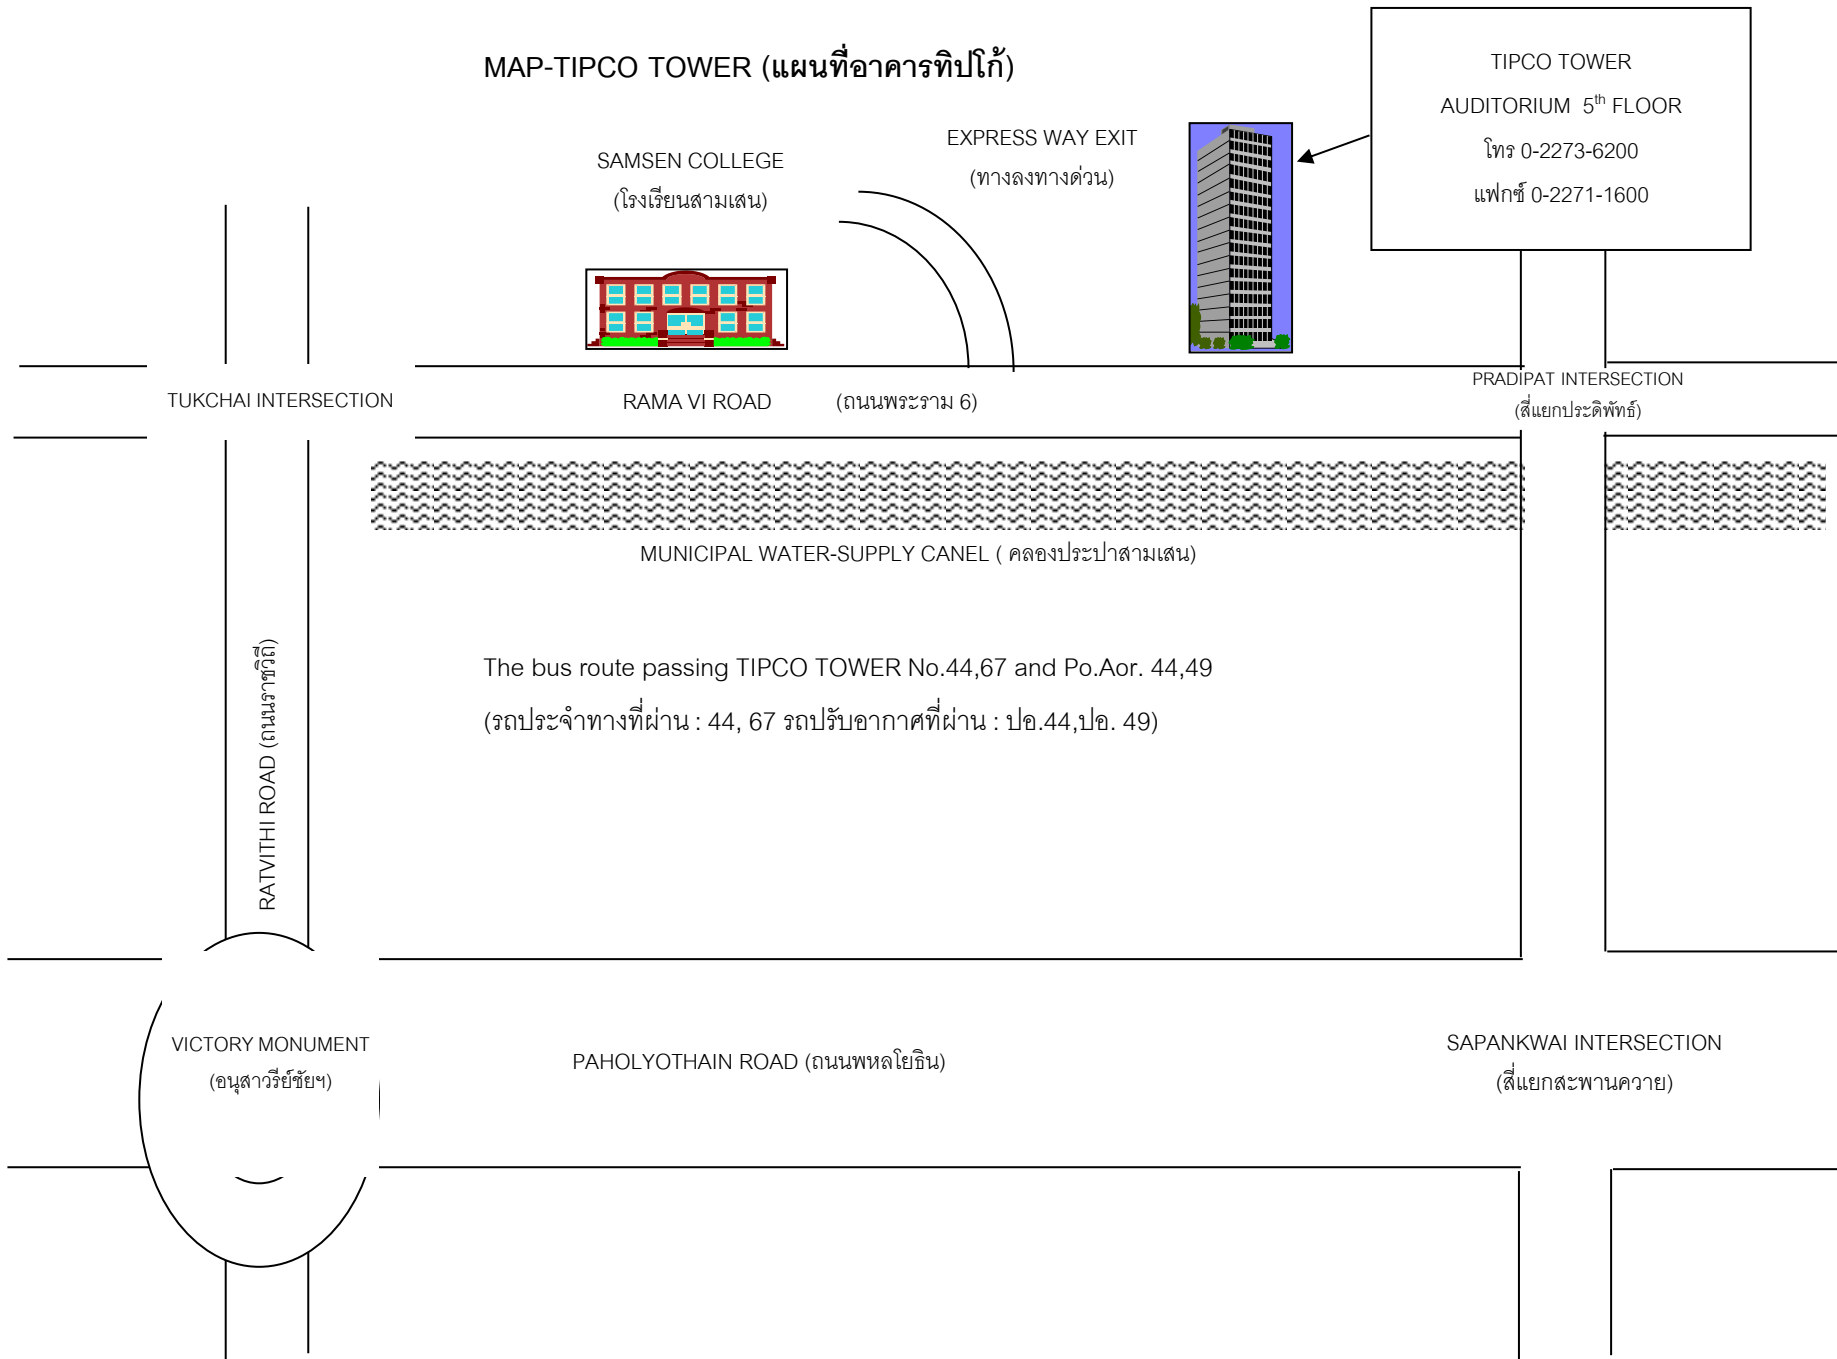 MAP-TIPCO TOWER (แผนที่อาคารทิปโก้)
TIPCO TOWER
AUDITORIUM 5th FLOOR
โทร 0-2273-6200
แฟกซ์ 0-2271-1600
EXPRESS WAY EXIT
(ทางลงทางด่วน)
SAMSEN COLLEGE
(โรงเรียนสามเสน)
TUKCHAI INTERSECTION
RAMA VI ROAD (ถนนพระราม 6)
PRADIPAT INTERSECTION
(สี่แยกประดิพัทธ์)
MUNICIPAL WATER-SUPPLY CANEL ( คลองประปาสามเสน)
The bus route passing TIPCO TOWER No.44,67 and Po.Aor. 44,49
(รถประจำทางที่ผ่าน : 44, 67 รถปรับอากาศที่ผ่าน : ปอ.44,ปอ. 49)
RATVITHI ROAD (ถนนราชวิถี)
VICTORY MONUMENT
(อนุสาวรีย์ชัยฯ)
PAHOLYOTHAIN ROAD (ถนนพหลโยธิน)
SAPANKWAI INTERSECTION
(สี่แยกสะพานควาย)